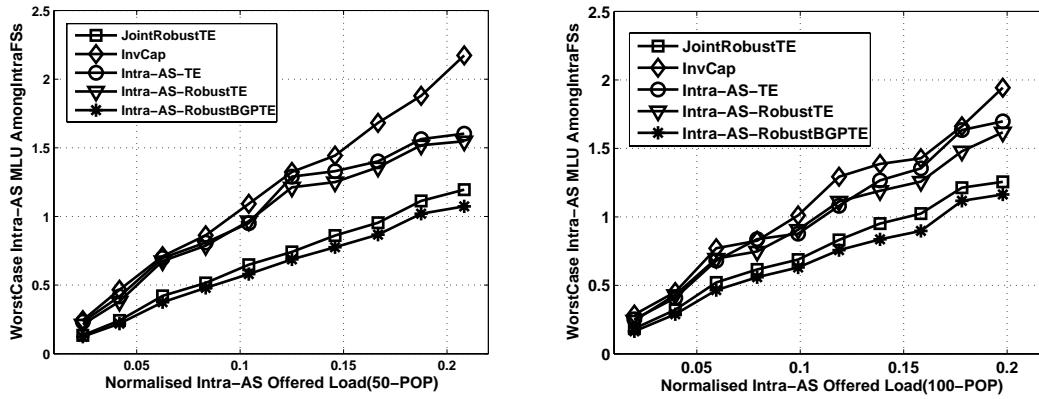 2.5
2
1.5
1
0.5
0
WorstCase Intra−AS MLU AmongIntraFSs
JointRobustTE
InvCap
Intra−AS−TE
Intra−AS−RobustTE
Intra−AS−RobustBGPTE
0.05
0.1
0.15
0.2
Normalised Intra−AS Offered Load(50−POP)
2.5
2
1.5
1
0.5
0
WorstCase Intra−AS MLU AmongIntraFSs
JointRobustTE
InvCap
Intra−AS−TE
Intra−AS−RobustTE
Intra−AS−RobustBGPTE
0.05
0.1
0.15
0.2
Normalised Intra−AS Offered Load(100−POP)